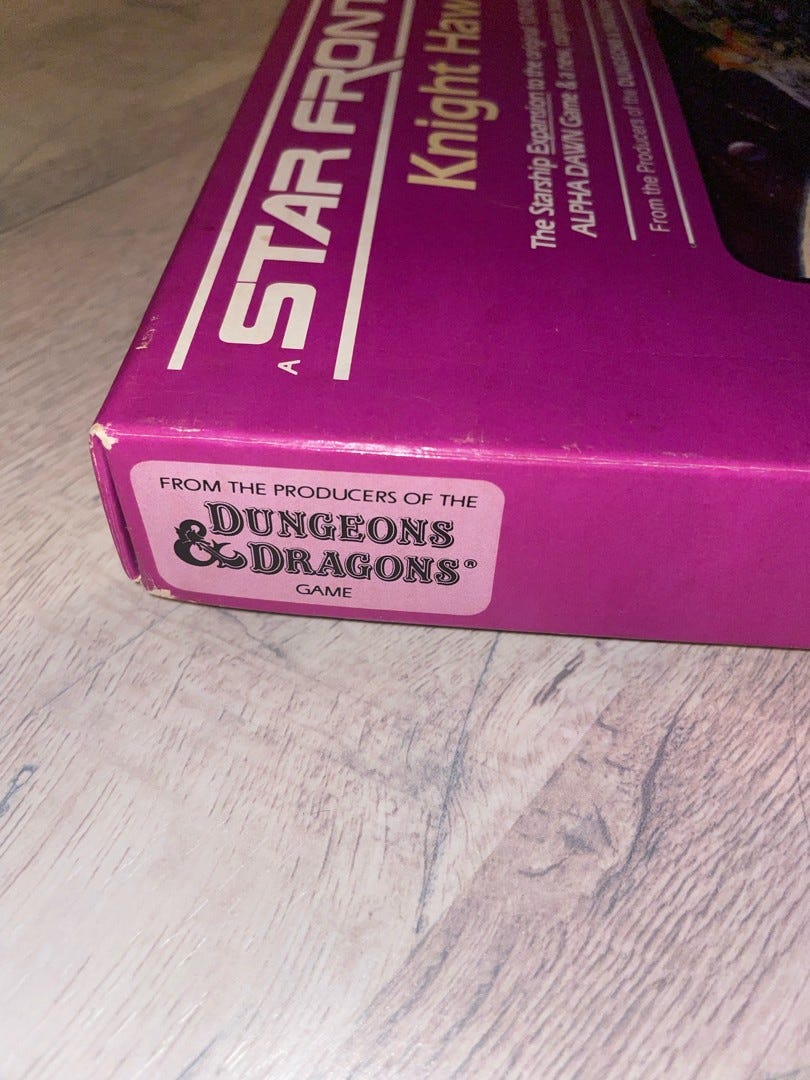 A STAR FRONT
Knight Haw
The Starship Expansion to the original
ALPHA DAWN Game & a new
From the Producers of the DUNGEONS &
FROM THE PRODUCERS OF THE
DUNGEONS
& DRAGONS®
GAME